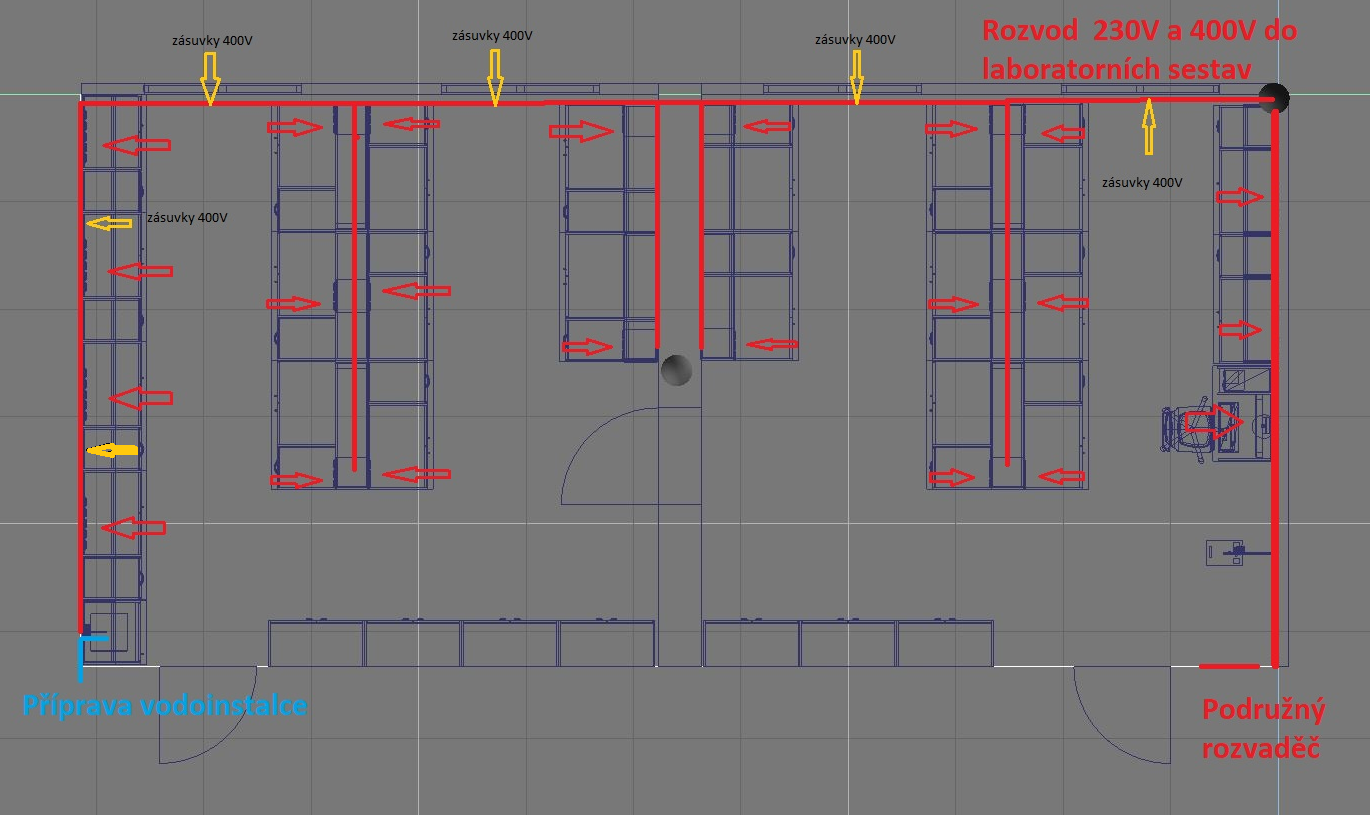 zásuvky 400V
zásuvky 400V
zásuvky 400V
Rozvod 230V a 400V do
laboratorních sestav
zásuvky 400V
zásuvky 400V
Příprava vodoinstalce
Podružný
rozvaděč